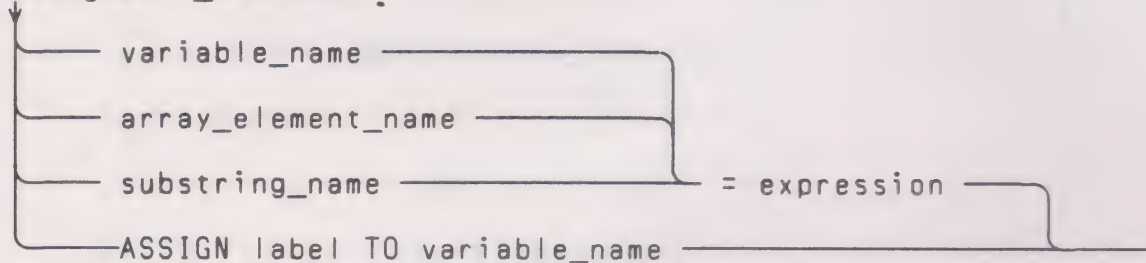 variable_name
array_element_name
substring_name = expression
ASSIGN label TO variable_name